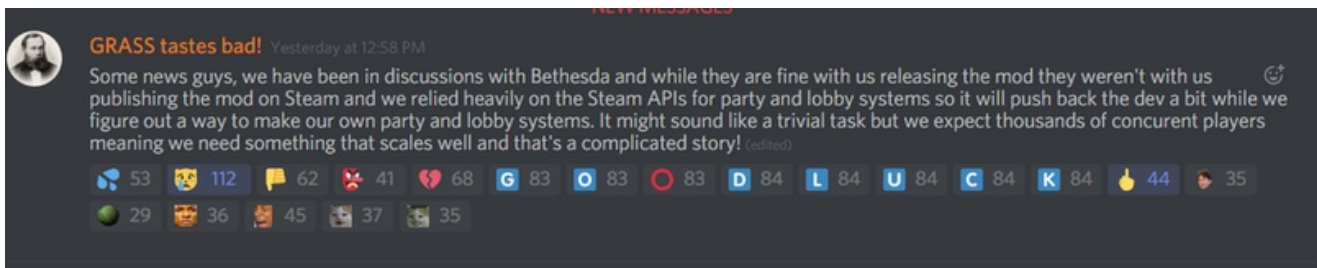 NEW MESSAGES
GRASS tastes bad! Yesterday at 12:58 PM
Some news guys, we have been in discussions with Bethesda and while they are fine with us releasing the mod they weren't with us
publishing the mod on Steam and we relied heavily on the Steam APIs for party and lobby systems so it will push back the dev a bit while we
figure out a way to make our own party and lobby systems. It might sound like a trivial task but we expect thousands of concurent players
meaning we need something that scales well and that's a complicated story! (edited)
53 112 62 41 68 G 83 O 83 83 D 84 L 84 U 84 C 84 K 84 44 35
29 36 45 37 35